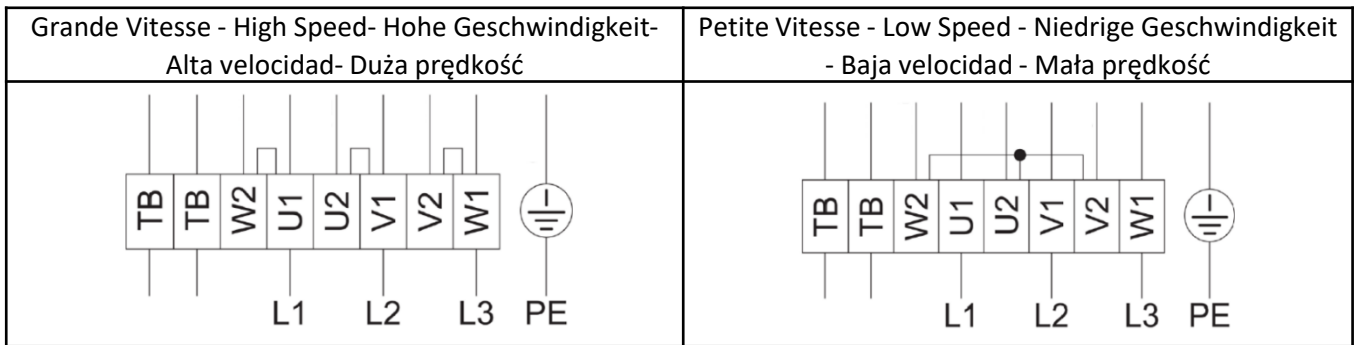 Grande Vitesse - High Speed- Hohe Geschwindigkeit-
Alta velocidad- Duża prędkość
Petite Vitesse - Low Speed - Niedrige Geschwindigkeit
- Baja velocidad - Mała prędkość
TB TB W2 U1 U2 V1 V2 W1
L1 L2 L3 PE
TB TB W2 U1 U2 V1 V2 W1
L1 L2 L3 PE